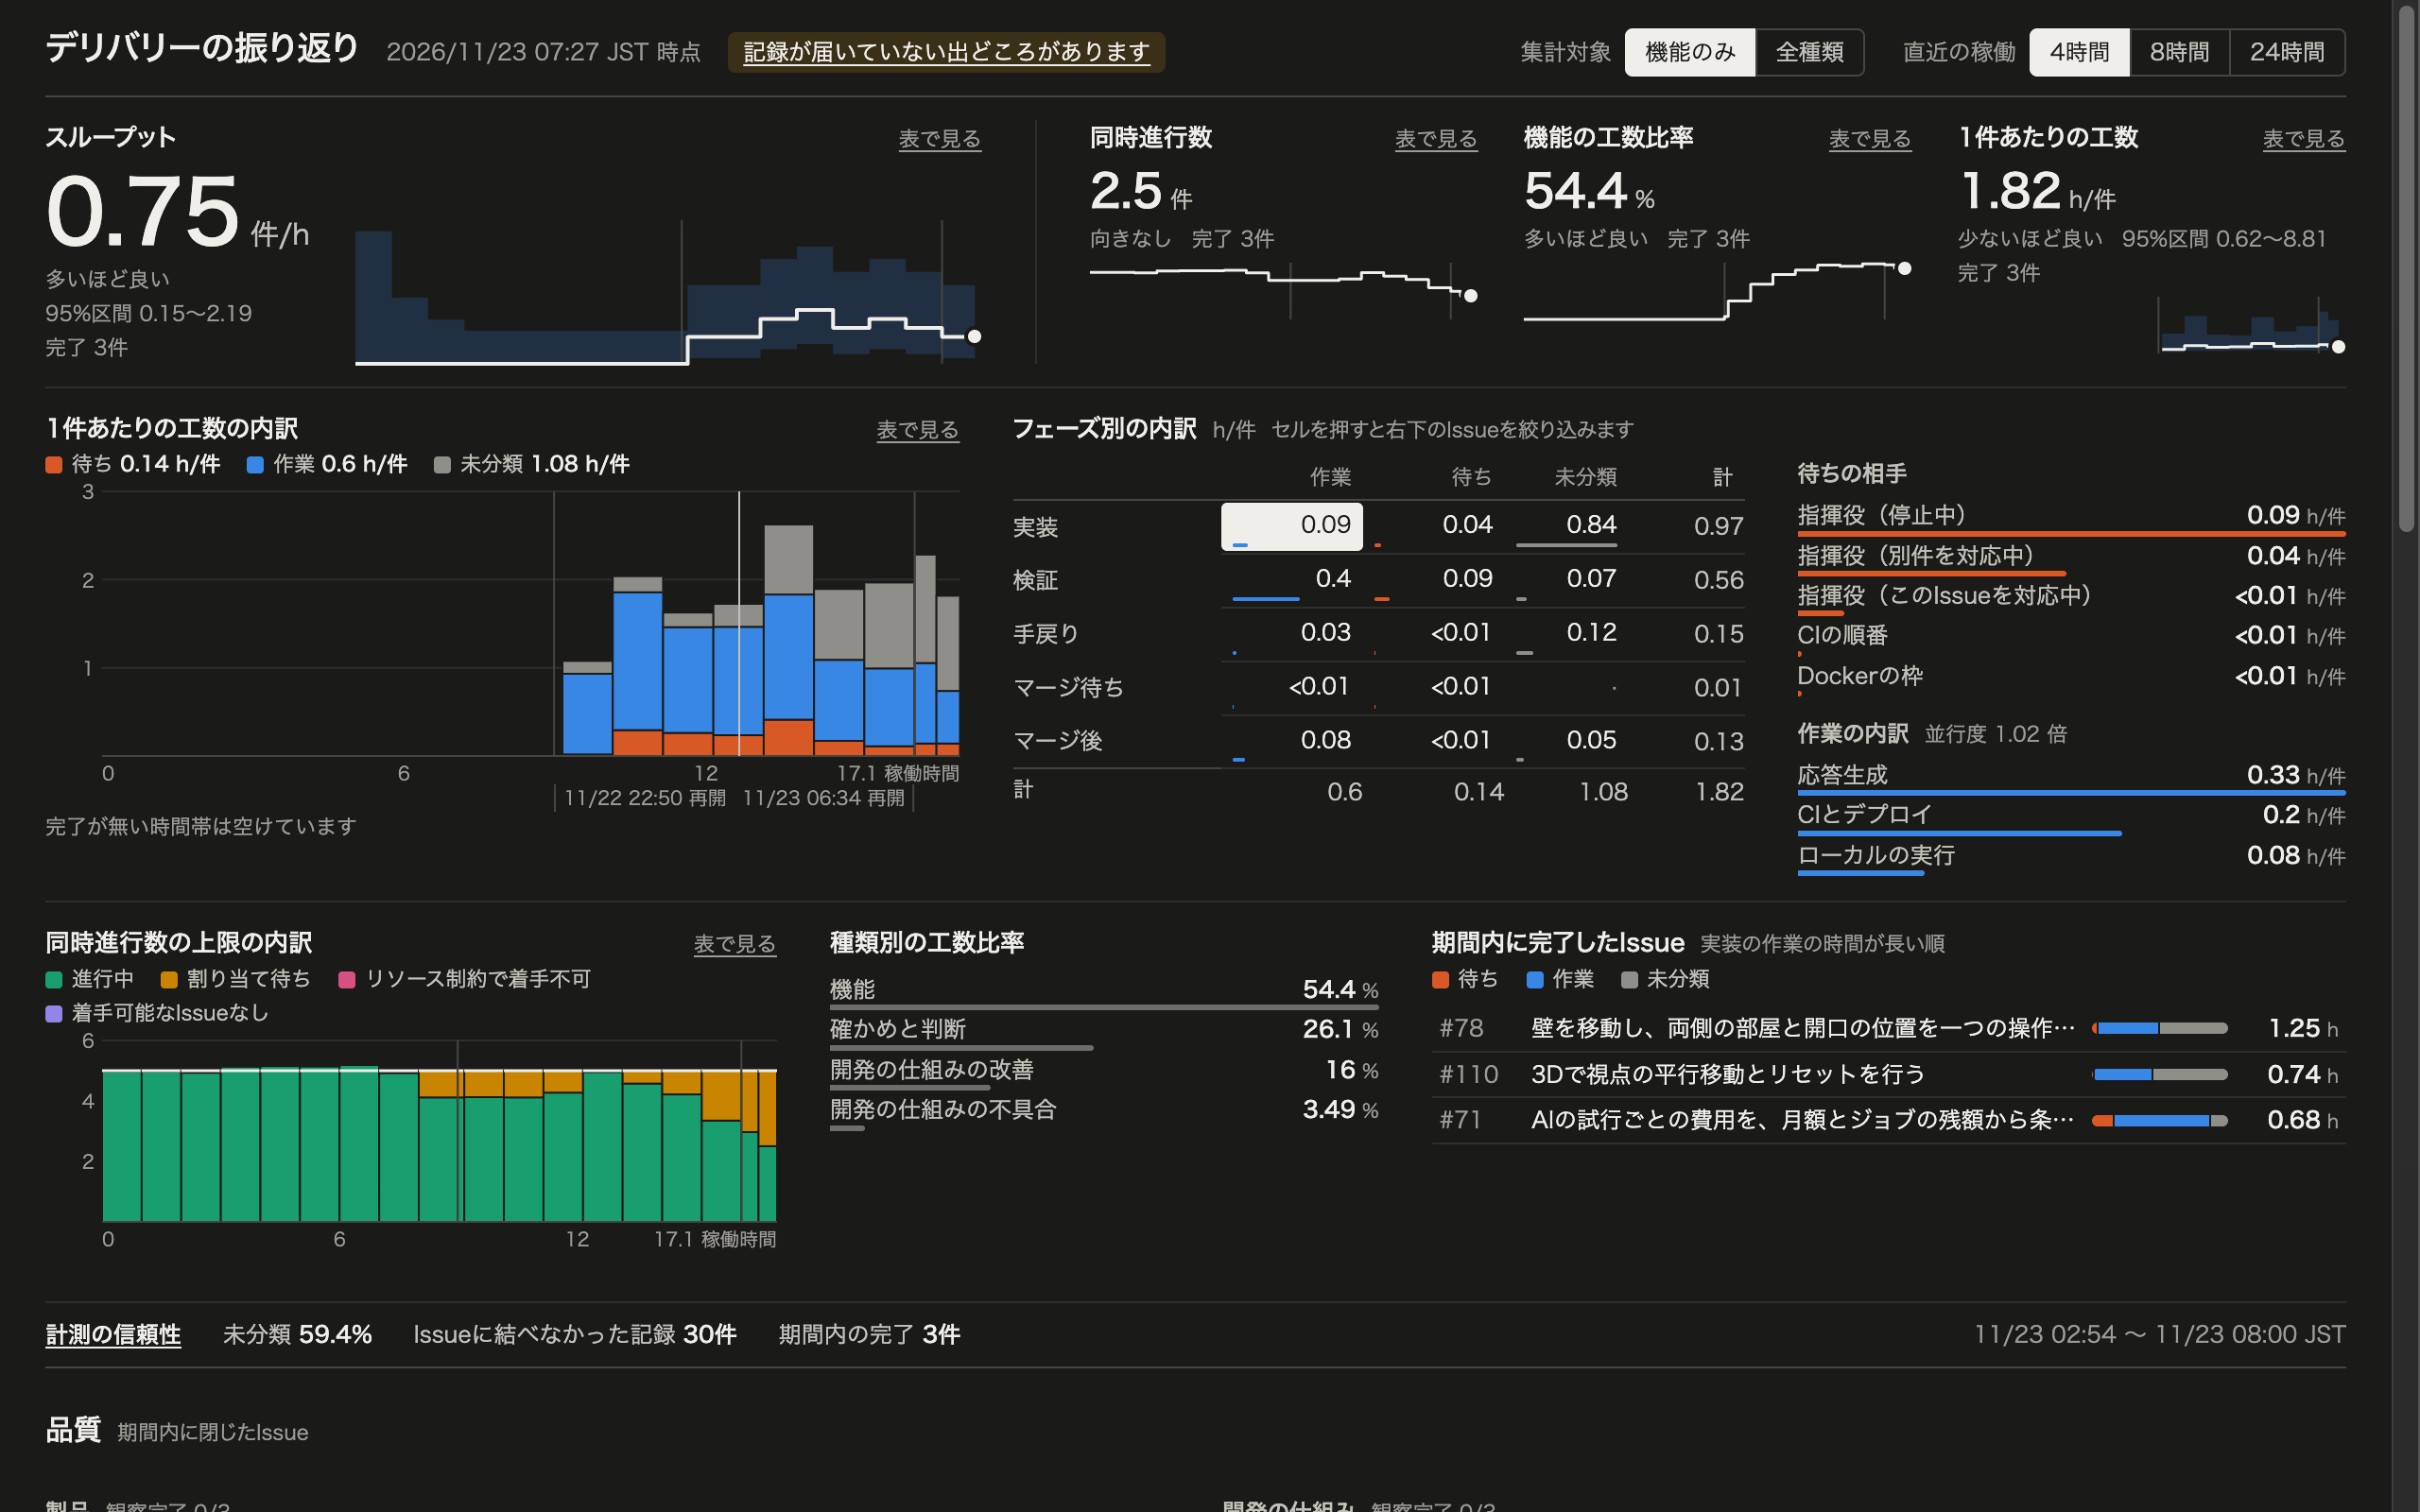 デリバリーの振り返り 2026/11/23 07:27 JST 時点 記録が届いていない出どころがあります 集計対象 機能のみ 全種類 直近の稼働 4時間 8時間 24時間
スループット 表で見る
0.75 件/h
多いほど良い
95%区間 0.15〜2.19
完了 3件
同時進行数 表で見る
2.5 件
向きなし 完了 3件
機能の工数比率 表で見る
54.4 %
多いほど良い 完了 3件
1件あたりの工数 表で見る
1.82 h/件
少ないほど良い 95%区間 0.62〜8.81
完了 3件
1件あたりの工数の内訳 表で見る
待ち 0.14 h/件 作業 0.6 h/件 未分類 1.08 h/件
3
2
1
0 6 12 17.1 稼働時間
11/22 22:50 再開 11/23 06:34 再開
完了が無い時間帯は空けています
フェーズ別の内訳 h/件 セルを押すと右下のIssueを絞り込みます
作業 待ち 未分類 計
実装 0.09 0.04 0.84 0.97
検証 0.4 0.09 0.07 0.56
手戻り 0.03 <0.01 0.12 0.15
マージ待ち <0.01 <0.01 · 0.01
マージ後 0.08 <0.01 0.05 0.13
計 0.6 0.14 1.08 1.82
待ちの相手
指揮役（停止中） 0.09 h/件
指揮役（別件を対応中） 0.04 h/件
指揮役（このIssueを対応中） <0.01 h/件
CIの順番 <0.01 h/件
Dockerの枠 <0.01 h/件
作業の内訳 並行度 1.02 倍
応答生成 0.33 h/件
CIとデプロイ 0.2 h/件
ローカルの実行 0.08 h/件
同時進行数の上限の内訳 表で見る
進行中 割り当て待ち リソース制約で着手不可
着手可能なIssueなし
6
4
2
0 6 12 17.1 稼働時間
種類別の工数比率
機能 54.4 %
確かめと判断 26.1 %
開発の仕組みの改善 16 %
開発の仕組みの不具合 3.49 %
期間内に完了したIssue 実装の作業の時間が長い順
待ち 作業 未分類
#78 壁を移動し、両側の部屋と開口の位置を一つの操作… 1.25 h
#110 3Dで視点の平行移動とリセットを行う 0.74 h
#71 AIの試行ごとの費用を、月額とジョブの残額から条… 0.68 h
計測の信頼性 未分類 59.4% Issueに結べなかった記録 30件 期間内の完了 3件 11/23 02:54 〜 11/23 08:00 JST
品質 期間内に閉じたIssue
製品 観察完了 0/3 開発の仕組み 観察完了 0/3